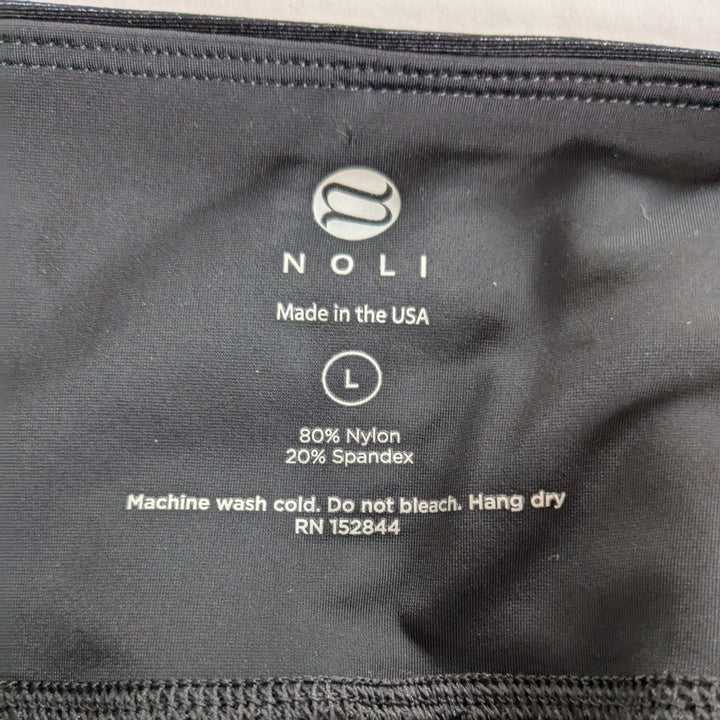 NOLI
Made in the USA
L
80% Nylon
20% Spandex
Machine wash cold. Do not bleach. Hang dry
RN 152844